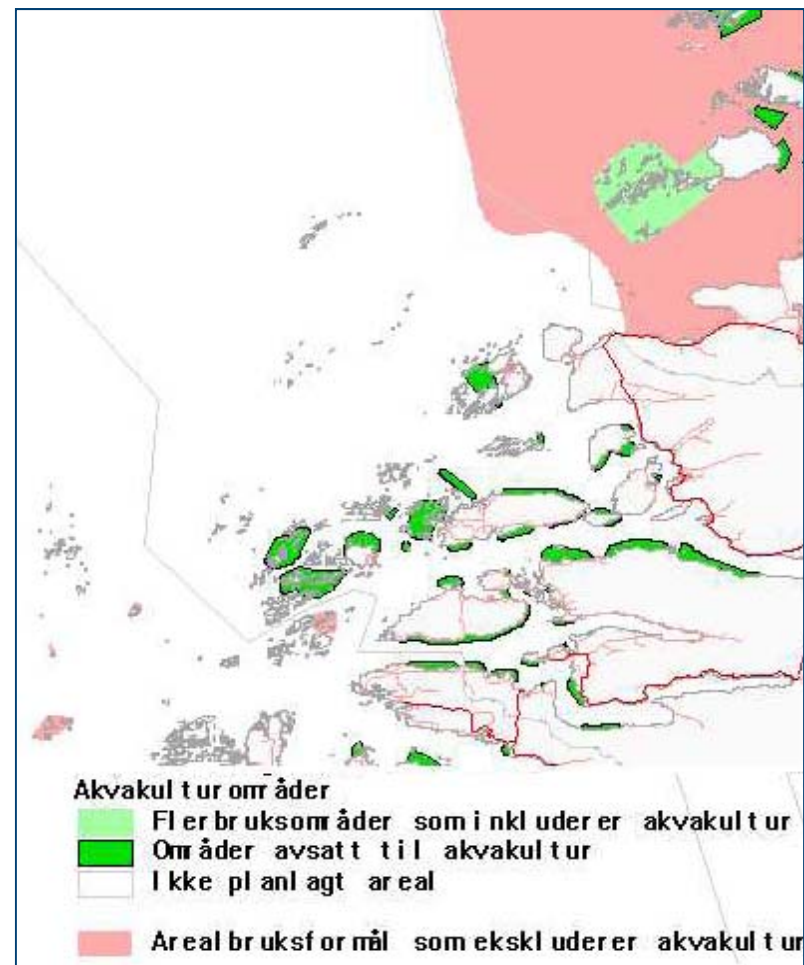 Akvakulturområder
Flerbruksområder som inkluderer akvakultur
Områder avsatt til akvakultur
Ikke planlagt areal
Arealbruksformål som ekskluderer akvakultur